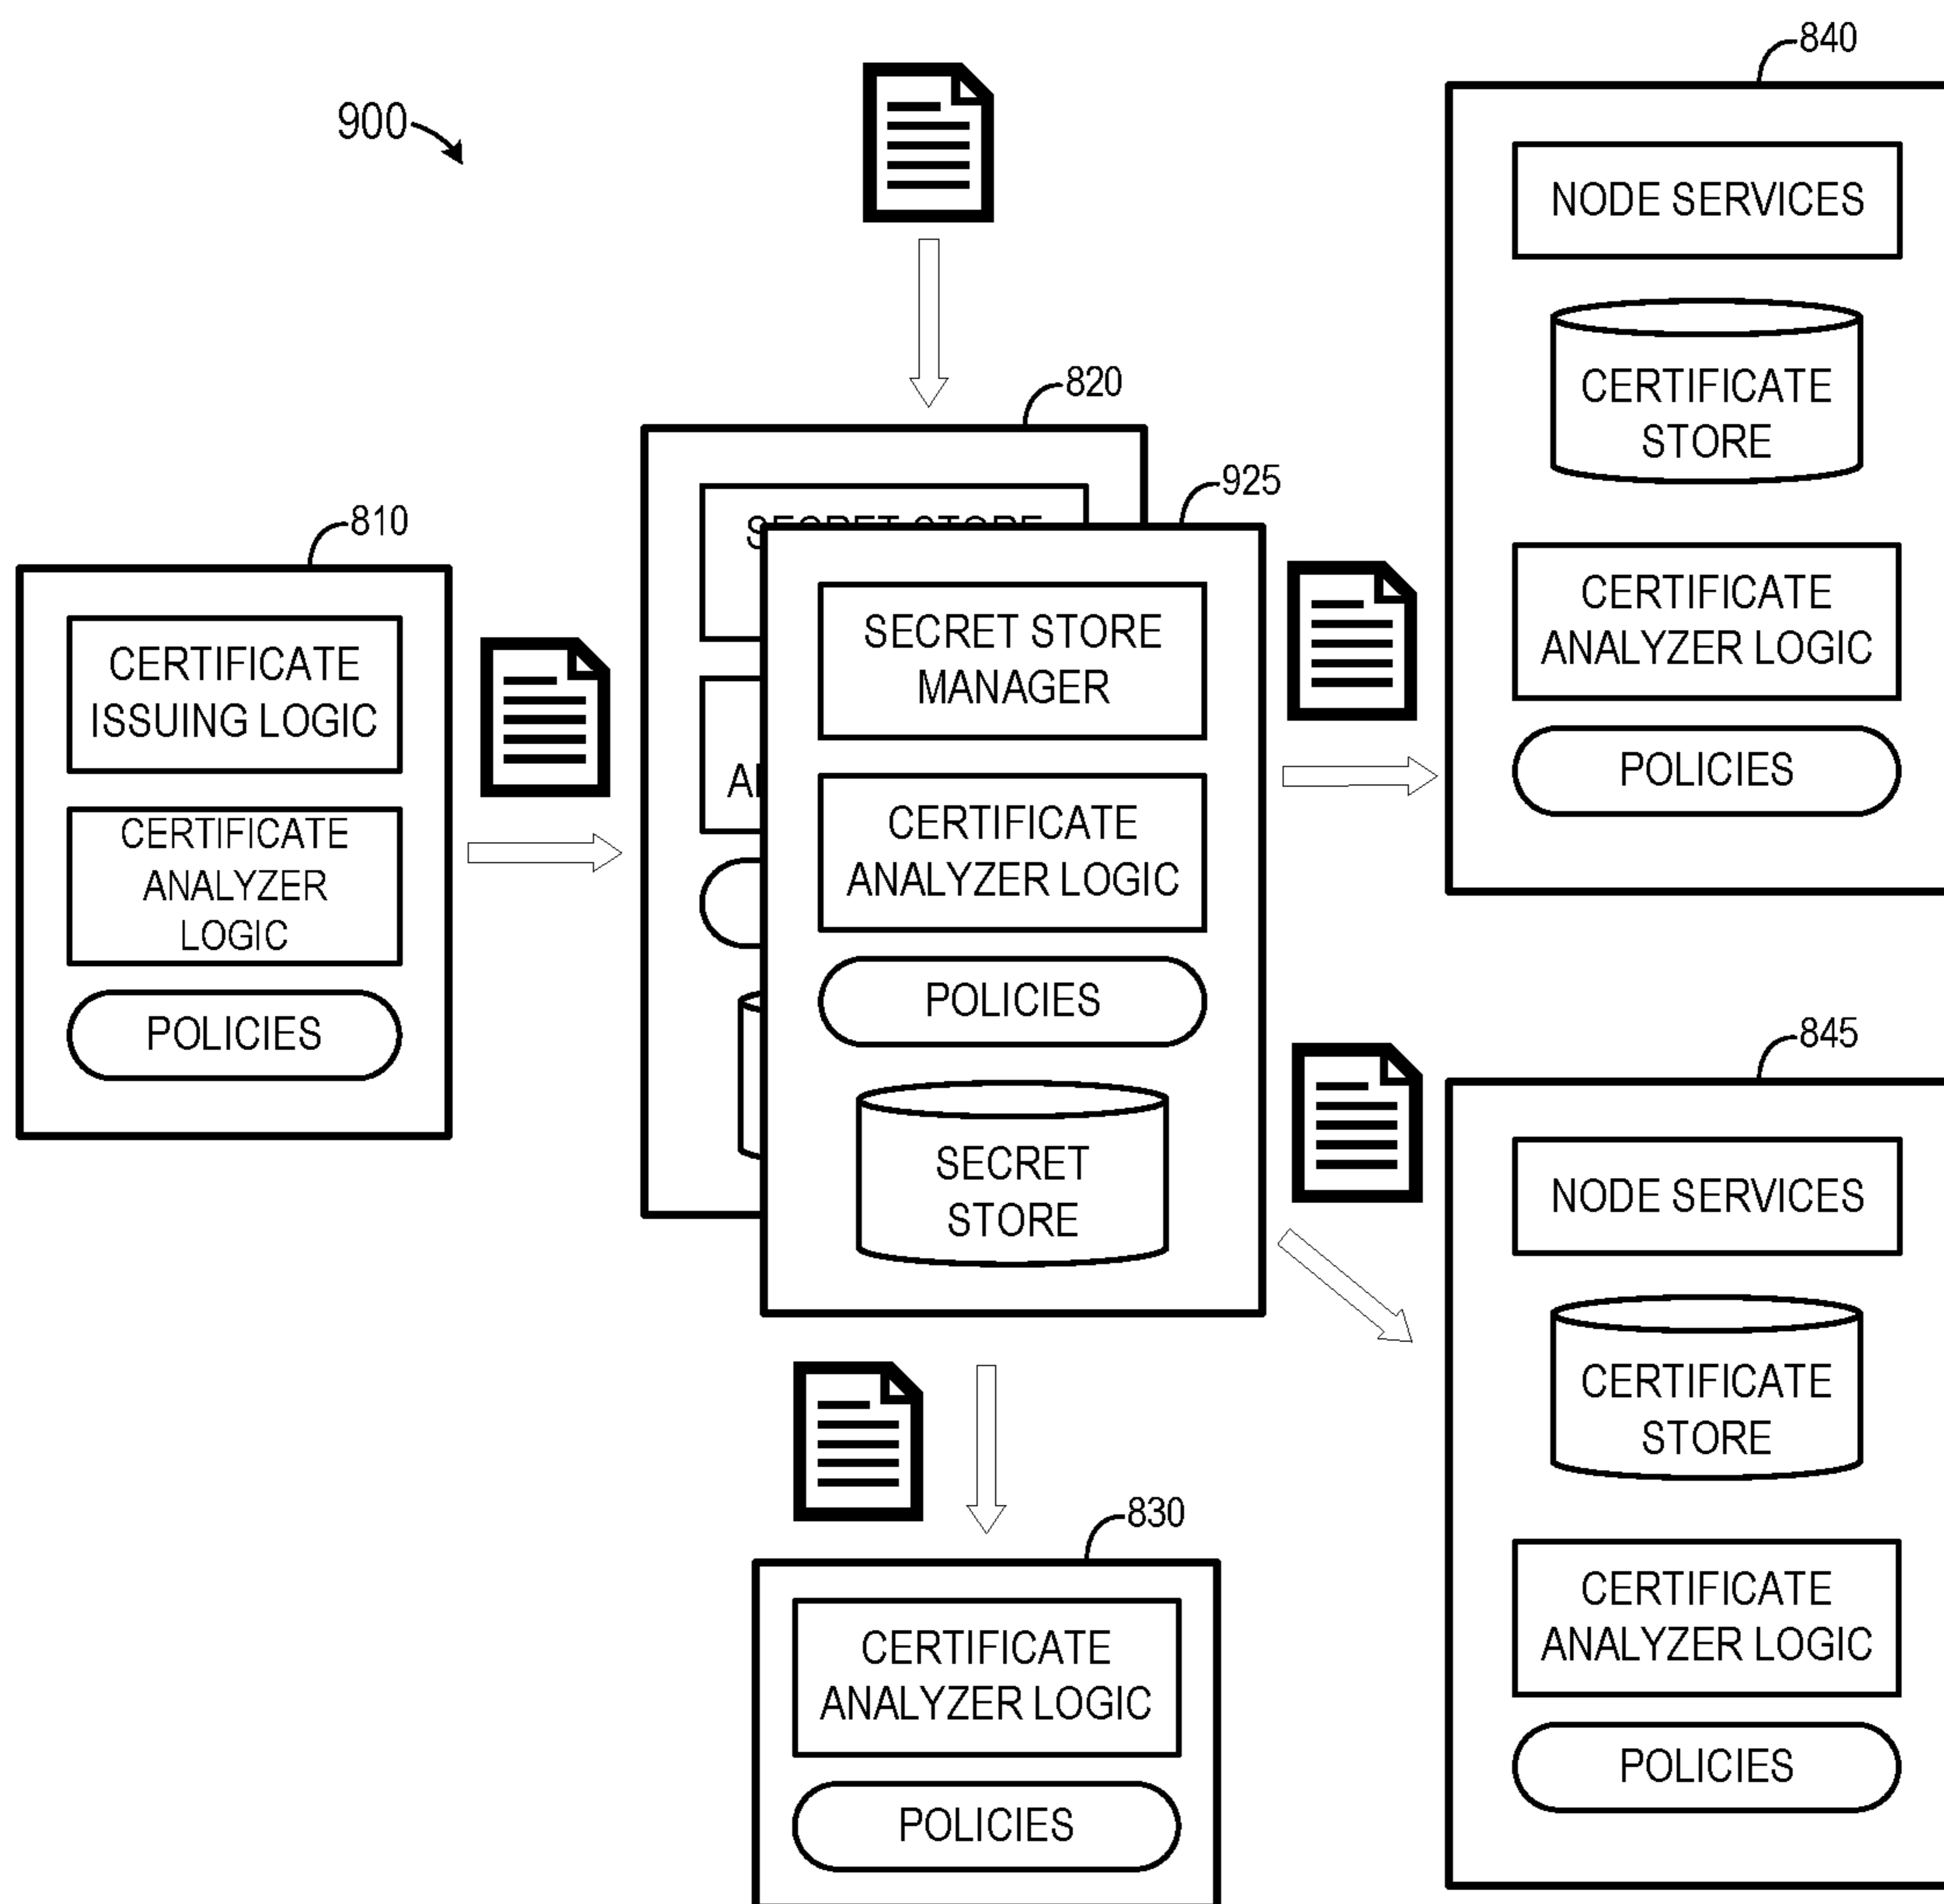 900
840
NODE SERVICES
CERTIFICATE
STORE
CERTIFICATE
ANALYZER LOGIC
POLICIES
820
SECRET STORE
925
SECRET STORE
MANAGER
CERTIFICATE
ANALYZER LOGIC
POLICIES
SECRET
STORE
810
CERTIFICATE
ISSUING LOGIC
CERTIFICATE
ANALYZER
LOGIC
POLICIES
845
NODE SERVICES
CERTIFICATE
STORE
CERTIFICATE
ANALYZER LOGIC
POLICIES
830
CERTIFICATE
ANALYZER LOGIC
POLICIES